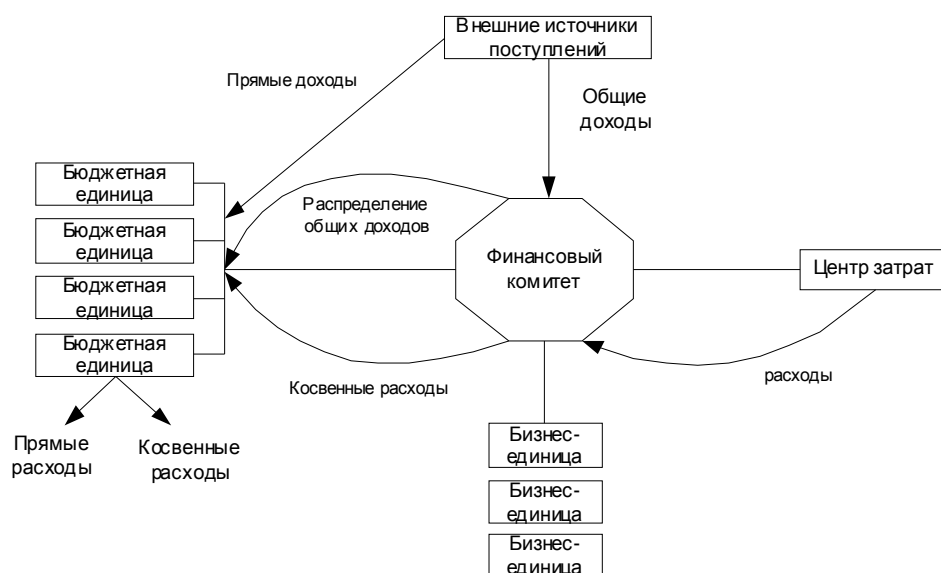 Внешние источники
поступлений
Прямые доходы
Общие
доходы
Бюджетная
единица
Бюджетная
единица
Бюджетная
единица
Бюджетная
единица
Распределение
общих доходов
Финансовый
комитет
Центр затрат
Косвенные расходы
расходы
Прямые
расходы
Косвенные
расходы
Бизнес-
единица
Бизнес-
единица
Бизнес-
единица